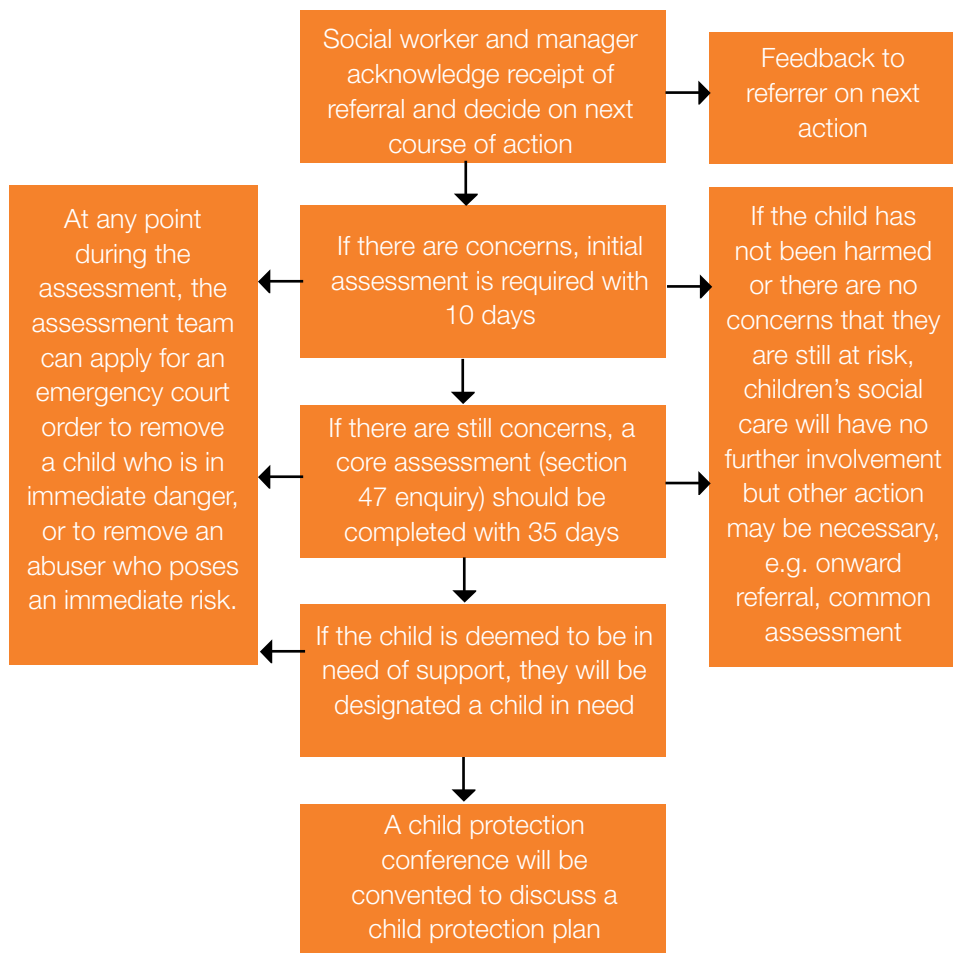 Social worker and manager
acknowledge receipt of
referral and decide on next
course of action
Feedback to
referrer on next
action
At any point
during the
assessment, the
assessment team
can apply for an
emergency court
order to remove
a child who is in
immediate danger,
or to remove an
abuser who poses
an immediate risk.
If there are concerns, initial
assessment is required with
10 days
If the child has
not been harmed
or there are no
concerns that they
are still at risk,
children’s social
care will have no
further involvement
but other action
may be necessary,
e.g. onward
referral, common
assessment
If there are still concerns, a
core assessment (section
47 enquiry) should be
completed with 35 days
If the child is deemed to be in
need of support, they will be
designated a child in need
A child protection
conference will be
convented to discuss a
child protection plan